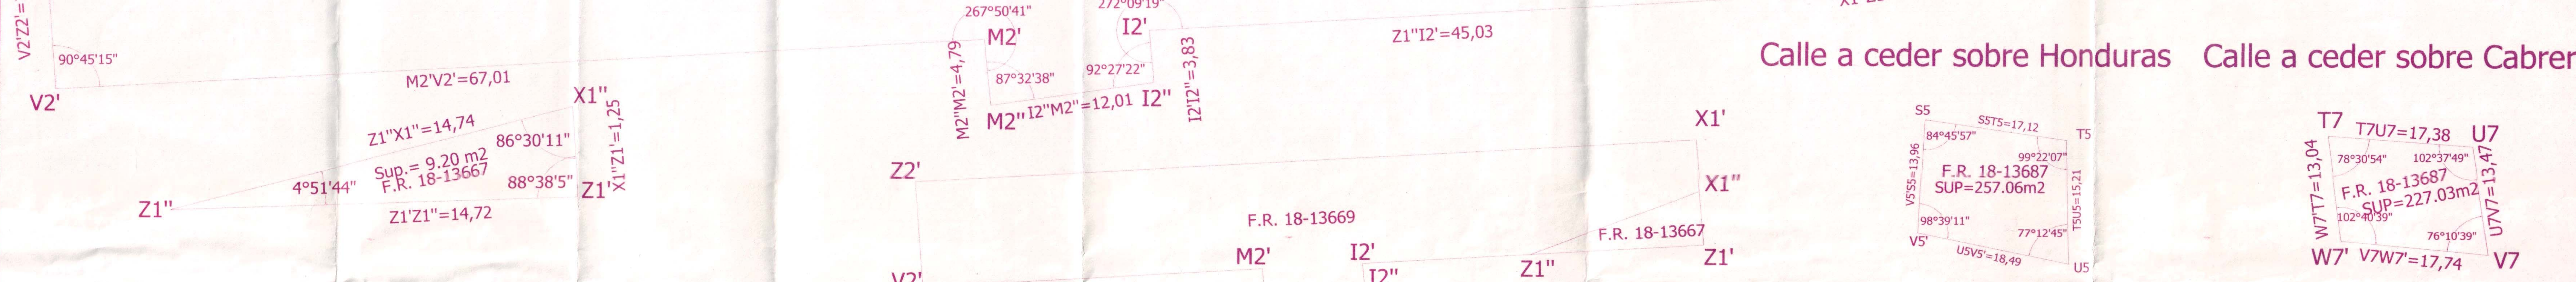 V2'Z2'=
90°45'15"
V2'
M2'V2'=67,01
Z1"X1"=14,74
X1"
86°30'11"
X1"Z1'=1,25
Sup.= 9.20 m2
F.R. 18-13667
4°51'44"
88°38'5"
Z1'
Z1"
Z1'Z1"=14,72
267°50'41"
272°09'19"
M2'
I2'
M2"M2'=4,79
87°32'38"
92°27'22"
I2'I2"=3,83
M2"
I2"M2"=12,01
I2"
Z1"I2'=45,03
Z2'
X1'
X1"
F.R. 18-13669
F.R. 18-13667
V2'
M2'
I2'
I2"
Z1"
Z1'
Calle a ceder sobre Honduras
S5
S5T5=17,12
T5
84°45'57"
99°22'07"
V5'S5=13,96
F.R. 18-13687
SUP=257.06m2
T5U5=15,21
98°39'11"
77°12'45"
V5'
U5V5'=18,49
U5
Calle a ceder sobre Cabrer
T7
T7U7=17,38
U7
78°30'54"
102°37'49"
W7'T7=13,04
F.R. 18-13687
SUP=227.03m2
U7V7=13,47
102°40'39"
76°10'39"
W7'
V7W7'=17,74
V7